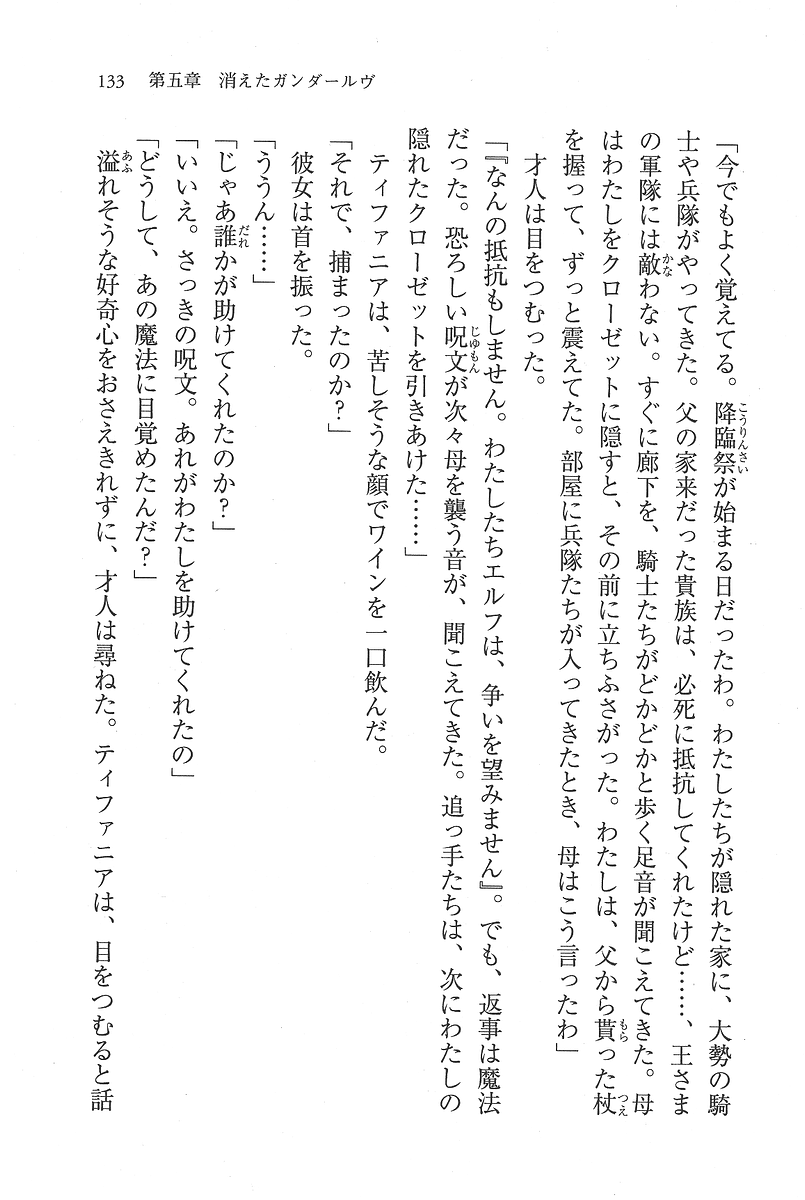 133　第五章　消えたガンダールヴ
「今でもよく覚えてる。降臨祭が始まる日だったわ。わたしたちが隠れた家に、大勢の騎
士や兵隊がやってきた。父の家来だった貴族は、必死に抵抗してくれたけど……、王さま
の軍隊には敵わない。すぐに廊下を、騎士たちがどかどかと歩く足音が聞こえてきた。母
はわたしをクローゼットに隠すと、その前に立ちふさがった。わたしは、父から貰った杖
を握って、ずっと震えてた。部屋に兵隊たちが入ってきたとき、母はこう言ったわ」
　才人は目をつむった。
「『なんの抵抗もしません。わたしたちエルフは、争いを望みません』。でも、返事は魔法
だった。恐ろしい呪文が次々母を襲う音が、聞こえてきた。追っ手たちは、次にわたしの
隠れたクローゼットを引きあけた……」
　ティファニアは、苦しそうな顔でワインを一口飲んだ。
「それで、捕まったのか？」
　彼女は首を振った。
「ううん……」
「じゃあ誰かが助けてくれたのか？」
「いいえ。さっきの呪文。あれがわたしを助けてくれたの」
「どうして、あの魔法に目覚めたんだ？」
　溢れそうな好奇心をおさえきれずに、才人は尋ねた。ティファニアは、目をつむると話